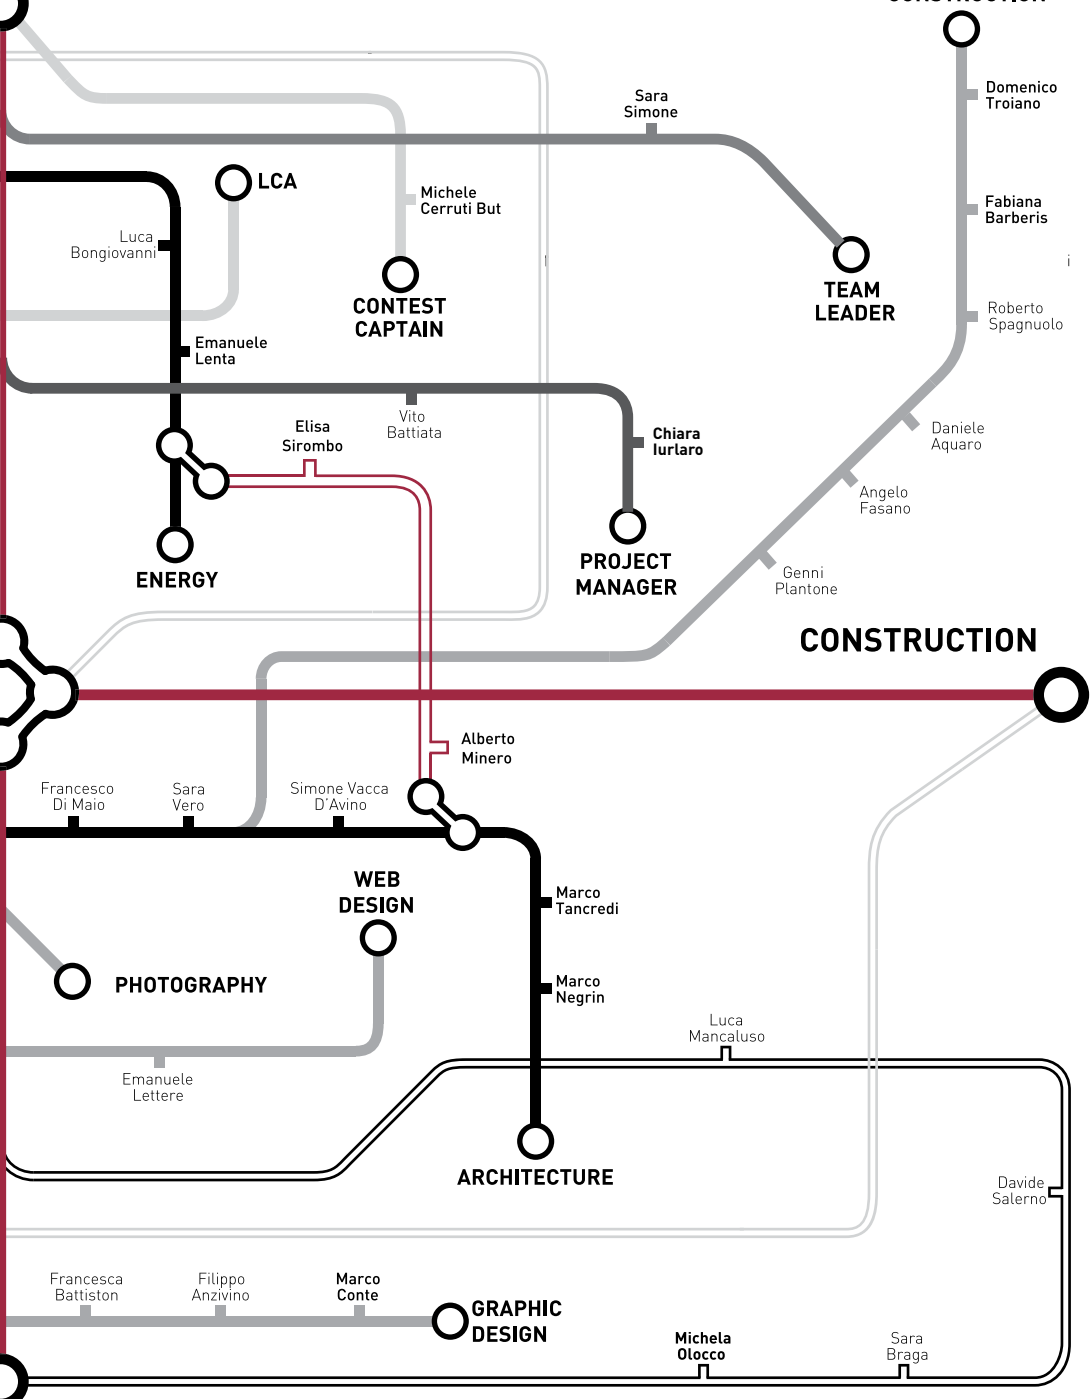 CONSTRUCTION
Domenico
Troiano
Sara
Simone
LCA
Michele
Cerruti But
Fabiana
Barberis
Luca
Bongiovanni
i
CONTEST
CAPTAIN
TEAM
LEADER
Roberto
Spagnuolo
Emanuele
Lenta
Elisa
Sirombo
Vito
Battiata
Chiara
Iurlaro
Daniele
Aquaro
Angelo
Fasano
ENERGY
PROJECT
MANAGER
Genni
Plantone
CONSTRUCTION
Alberto
Minero
Francesco
Di Maio
Sara
Vero
Simone Vacca
D'Avino
WEB
DESIGN
Marco
Tancredi
PHOTOGRAPHY
Marco
Negrin
Luca
Mancaluso
Emanuele
Lettere
ARCHITECTURE
Davide
Salerno
Francesca
Battiston
Filippo
Anzivino
Marco
Conte
GRAPHIC
DESIGN
Michela
Olocco
Sara
Braga